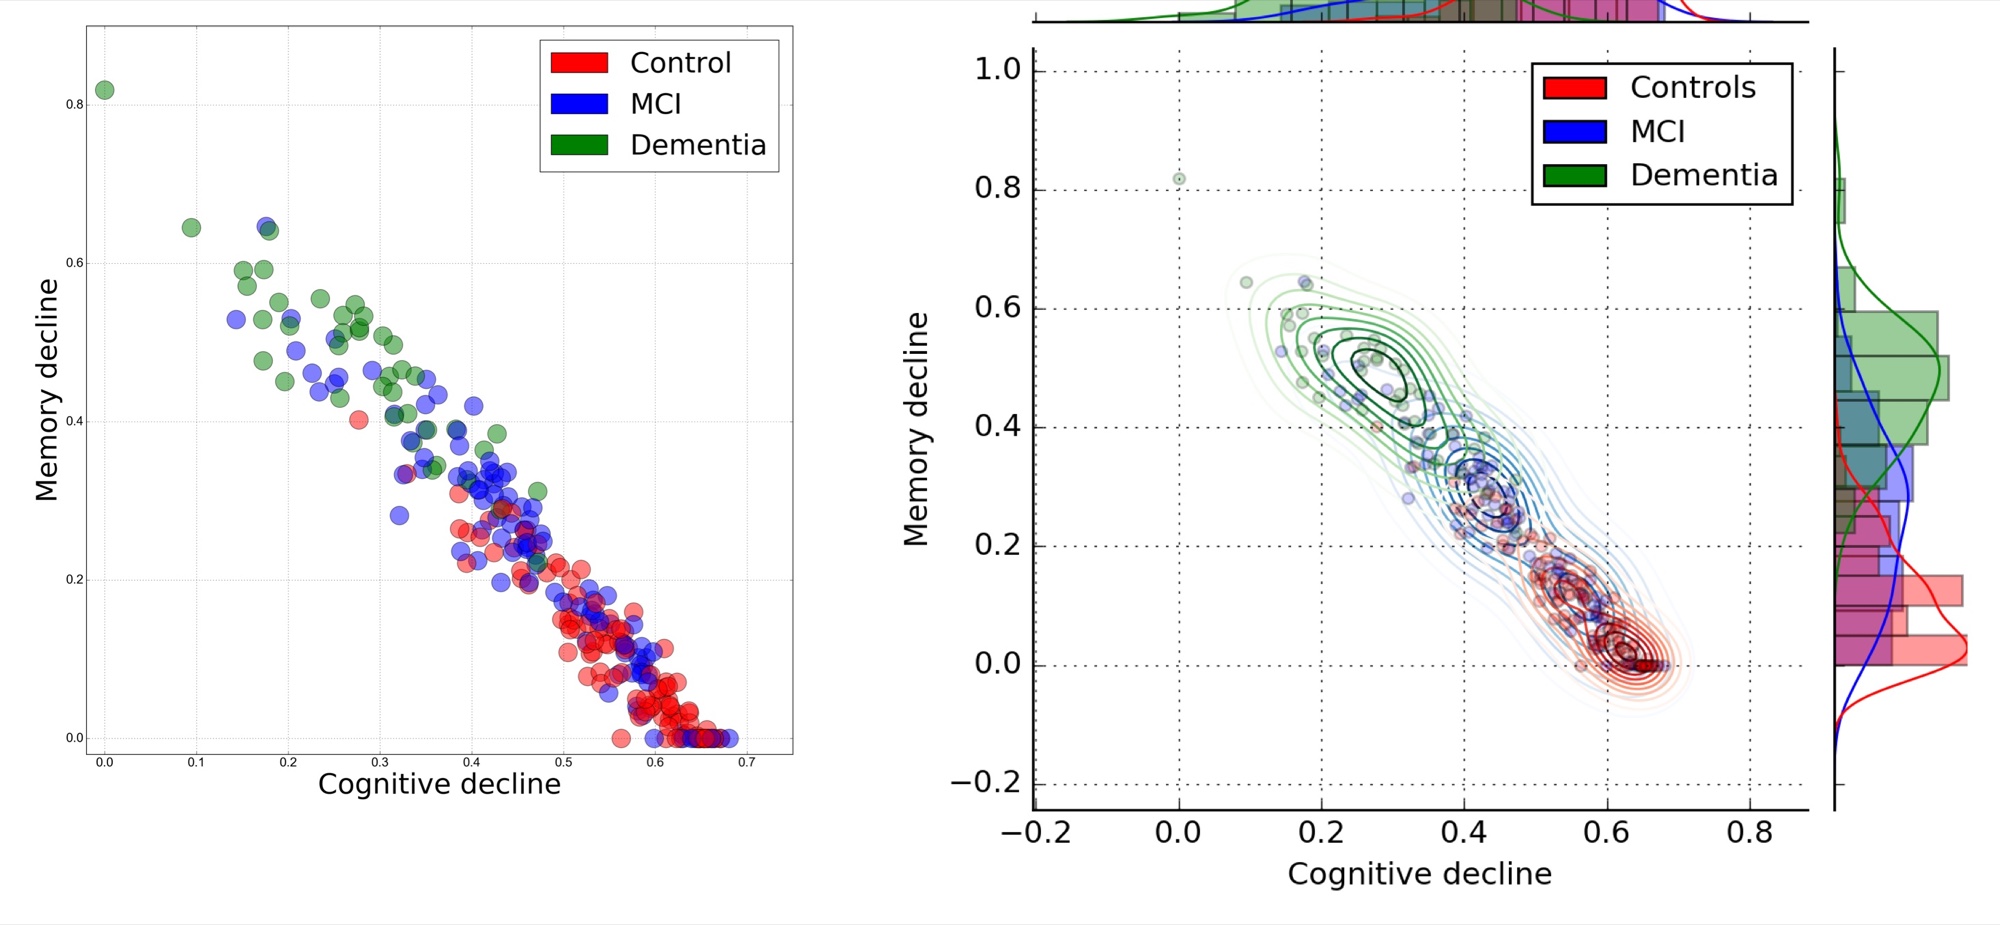 Control
MCI
Dementia
0.8
0.6
0.4
0.2
0.0
Memory decline
0.0 0.1 0.2 0.3 0.4 0.5 0.6 0.7
Cognitive decline
Controls
MCI
Dementia
1.0
0.8
0.6
0.4
0.2
0.0
−0.2
Memory decline
−0.2 0.0 0.2 0.4 0.6 0.8
Cognitive decline